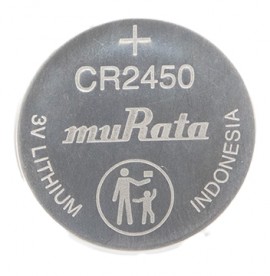 +
CR2450
muRata
3V LITHIUM
INDONESIA